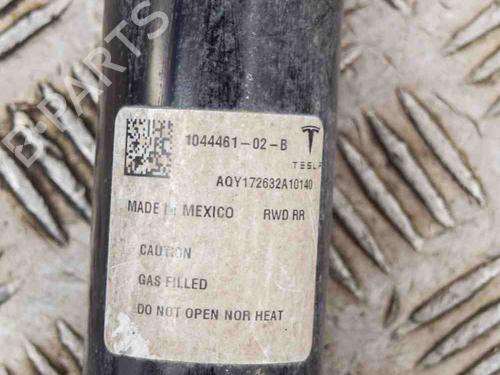 1044461-02-B
TESLA
AQY172632A10140
MADE IN MEXICO RWD RR
CAUTION
GAS FILLED
DO NOT OPEN NOR HEAT
B-PARTS